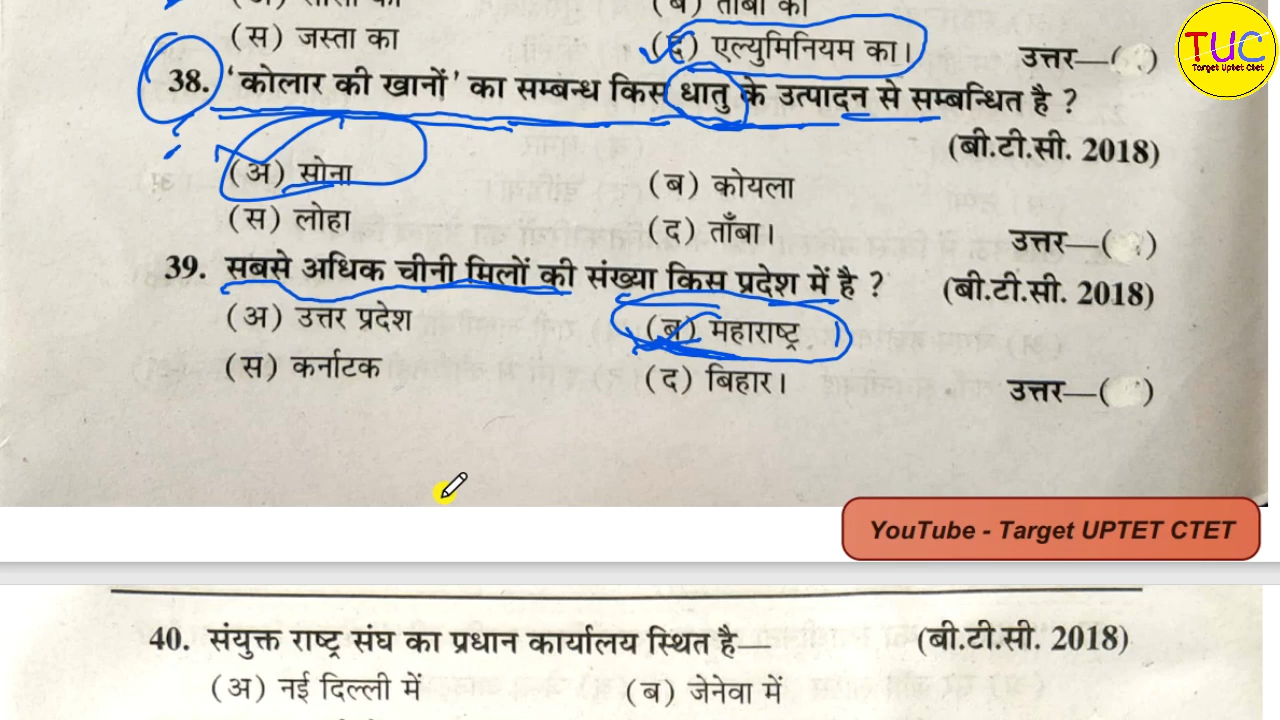 (ब) ताँबा का
(स) जस्ता का (द) एल्युमिनियम का। उत्तर—( )
TUC
Target Uptet Ctet
38. 'कोलार की खानों' का सम्बन्ध किस धातु के उत्पादन से सम्बन्धित है ?
(बी.टी.सी. 2018)
(अ) सोना (ब) कोयला
(स) लोहा (द) ताँबा। उत्तर—( )
39. सबसे अधिक चीनी मिलों की संख्या किस प्रदेश में है ? (बी.टी.सी. 2018)
(अ) उत्तर प्रदेश (ब) महाराष्ट्र
(स) कर्नाटक (द) बिहार। उत्तर—( )
YouTube - Target UPTET CTET
40. संयुक्त राष्ट्र संघ का प्रधान कार्यालय स्थित है— (बी.टी.सी. 2018)
(अ) नई दिल्ली में (ब) जेनेवा में